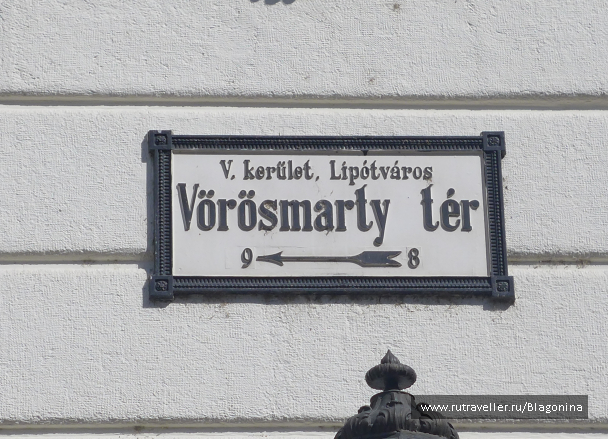 V. kerület, Lipótváros
Vörösmarty tér
9 8
www.rutraveller.ru/Blagonina